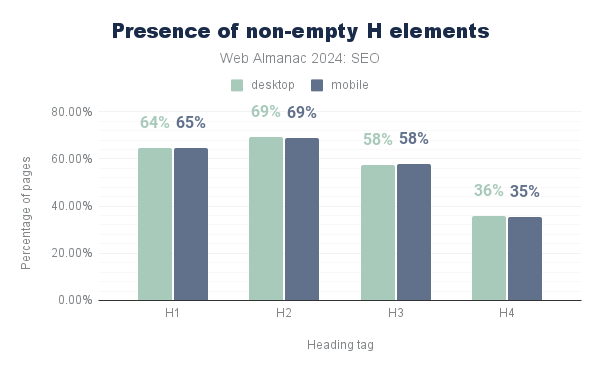 Presence of non-empty H elements
Web Almanac 2024: SEO
desktop mobile
80.00%
60.00%
40.00%
20.00%
0.00%
Percentage of pages
64% 65%
69% 69%
58% 58%
36% 35%
H1 H2 H3 H4
Heading tag